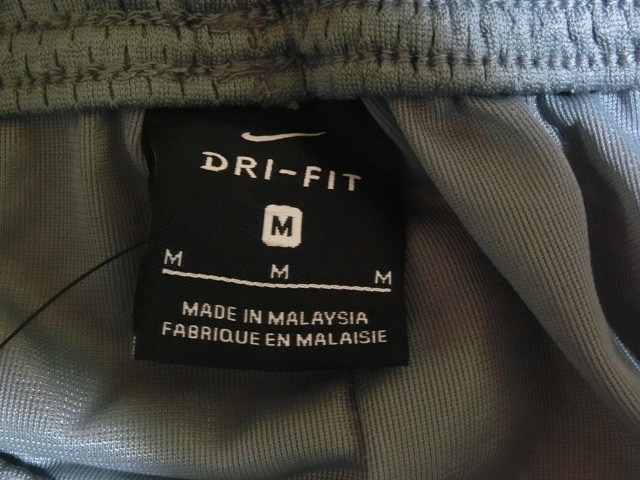 DRI-FIT
M
M M M
MADE IN MALAYSIA
FABRIQUE EN MALAISIE